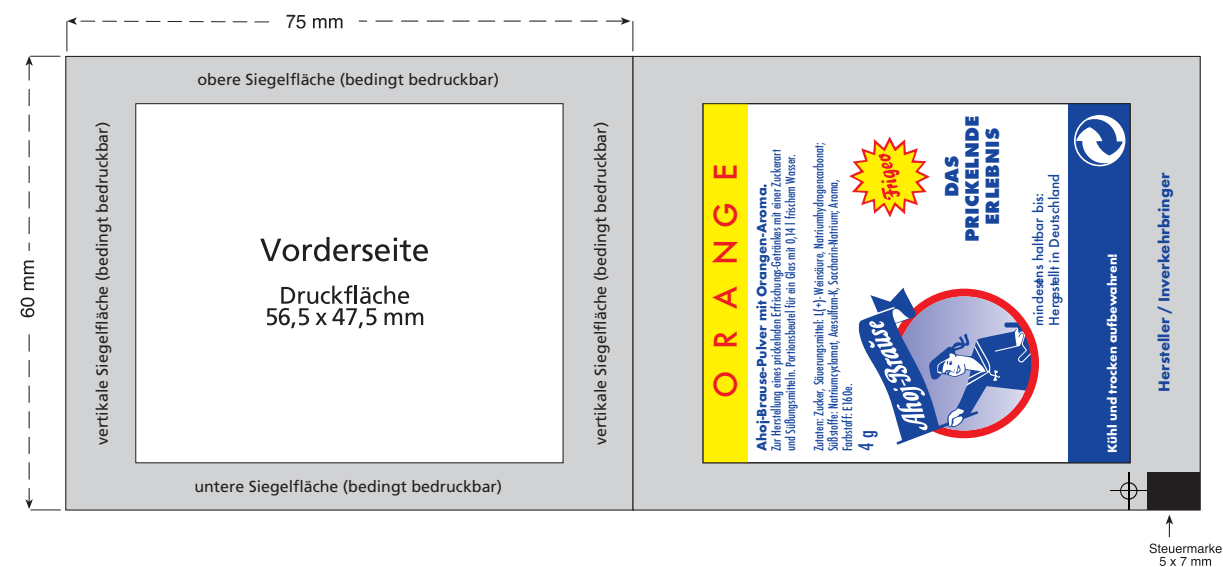 75 mm
60 mm
obere Siegelfläche (bedingt bedruckbar)
vertikale Siegelfläche (bedingt bedruckbar)
Vorderseite
Druckfläche
56,5 x 47,5 mm
vertikale Siegelfläche (bedingt bedruckbar)
untere Siegelfläche (bedingt bedruckbar)
ORANGE
Ahoj-Brause-Pulver mit Orangen-Aroma.
Zur Herstellung eines prickelnden Erfrischungs-Getränkes mit einer Zuckerart
und Süßungsmitteln. Portionsbeutel für ein Glas mit 0,14 l frischem Wasser.
Zutaten: Zucker, Säuerungsmittel: L(+)- Weinsäure, Natriumhydrogencarbonat;
Süßstoffe: Natriumcyclamat, Acesulfam-K, Saccharin-Natrium; Aroma,
Farbstoff: E160e.
4 g
Frigeo
Ahoj-Brause
DAS
PRICKELNDE
ERLEBNIS
mindestens haltbar bis:
Hergestellt in Deutschland
Kühl und trocken aufbewahren!
Hersteller / Inverkehrbringer
Steuermarke
5 x 7 mm